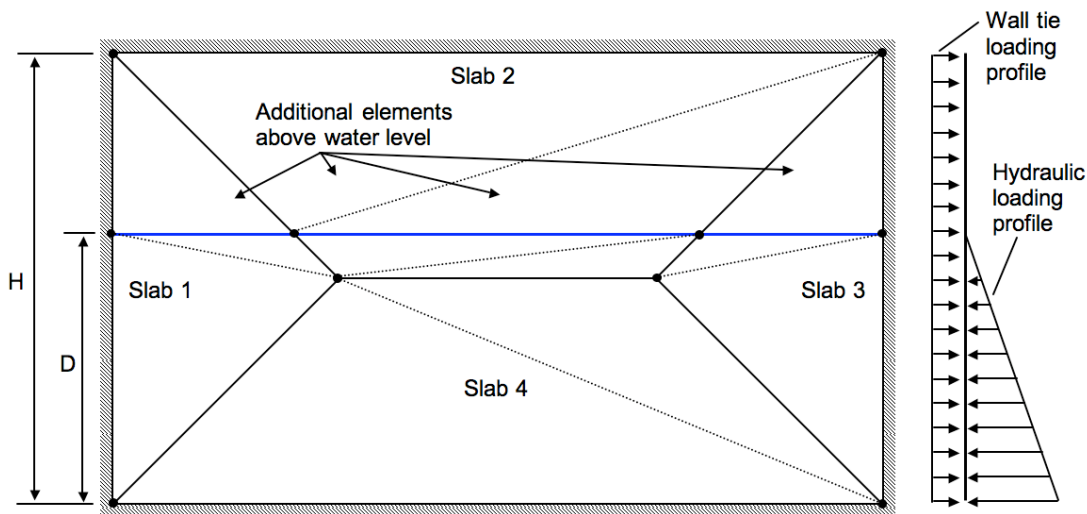 Wall tie
loading
profile
Slab 2
Additional elements
above water level
Hydraulic
loading
profile
H
Slab 1
Slab 3
D
Slab 4